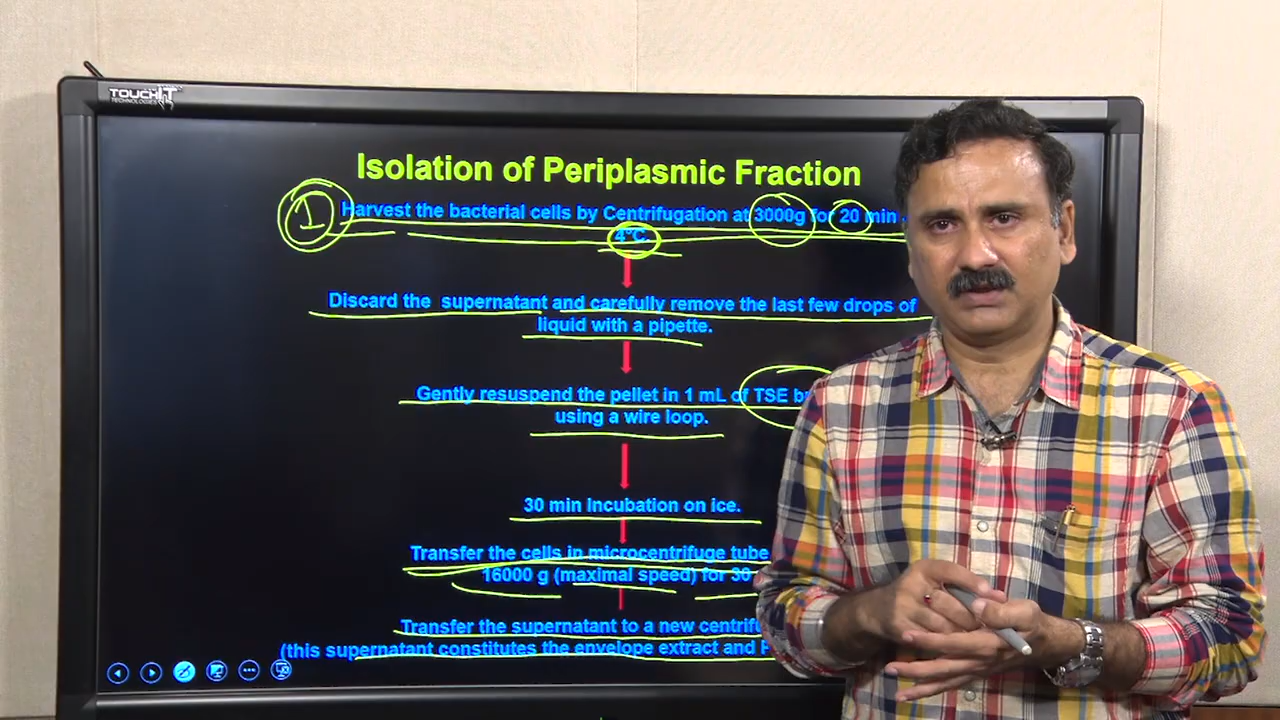 TOUCHIT
TECHNOLOGIES
Isolation of Periplasmic Fraction
1
Harvest the bacterial cells by Centrifugation at 3000g for 20 min
4°C.
Discard the supernatant and carefully remove the last few drops of
liquid with a pipette.
Gently resuspend the pellet in 1 mL of TSE
using a wire loop.
30 min Incubation on ice.
Transfer the cells in microcentrifuge tube
16000 g (maximal speed) for 30
Transfer the supernatant to a new
(this supernatant constitutes the envelope extract and